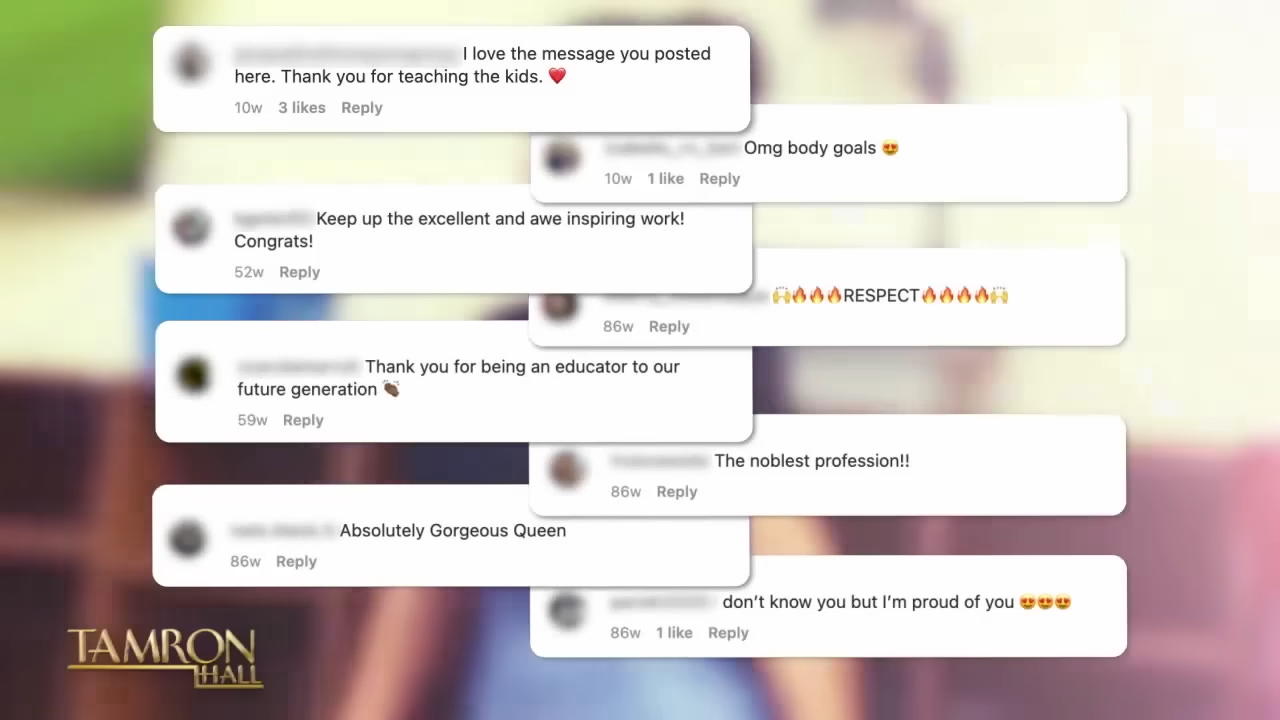 I love the message you posted
here. Thank you for teaching the kids. ❤️
10w 3 likes Reply
Omg body goals 😍
10w 1 like Reply
Keep up the excellent and awe inspiring work!
Congrats!
52w Reply
🙌🔥🔥🔥RESPECT🔥🔥🔥🔥🙌
86w Reply
Thank you for being an educator to our
future generation 👏🏾
59w Reply
The noblest profession!!
86w Reply
Absolutely Gorgeous Queen
86w Reply
don’t know you but I’m proud of you 😍😍😍
86w 1 like Reply
TAMRON
HALL